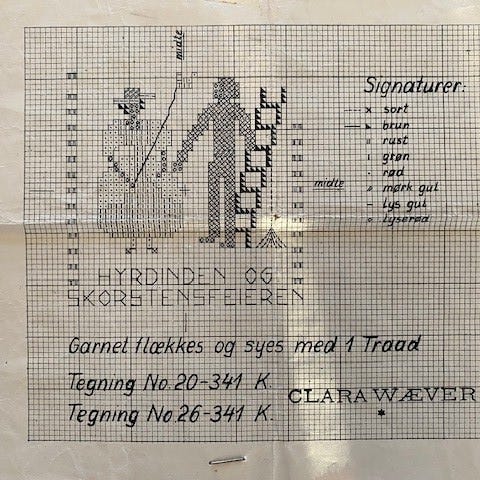 midte
Signaturer:
x sort
brun
rust
grøn
rød
mørk gul
lys gul
lyserød
midte
HYRDINDEN OG
SKORSTENSFEIEREN
Garnet flækkes og syes med 1 Traad
Tegning No. 20-341 K.
Tegning No. 26-341 K.
CLARA WÆVER